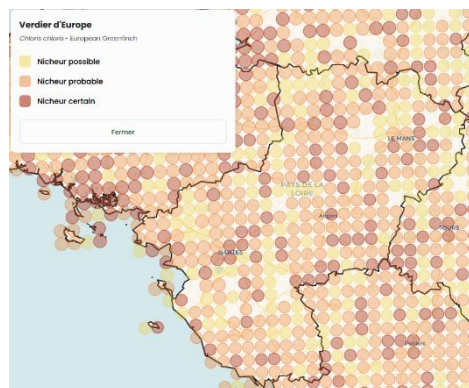 Verdier d'Europe
Chloris chloris - European Greenfinch
Nicheur possible
Nicheur probable
Nicheur certain
Fermer
LE MANS
PAYS DE LA
LOIRE
Angers
TOURS
NANTES
Poitiers